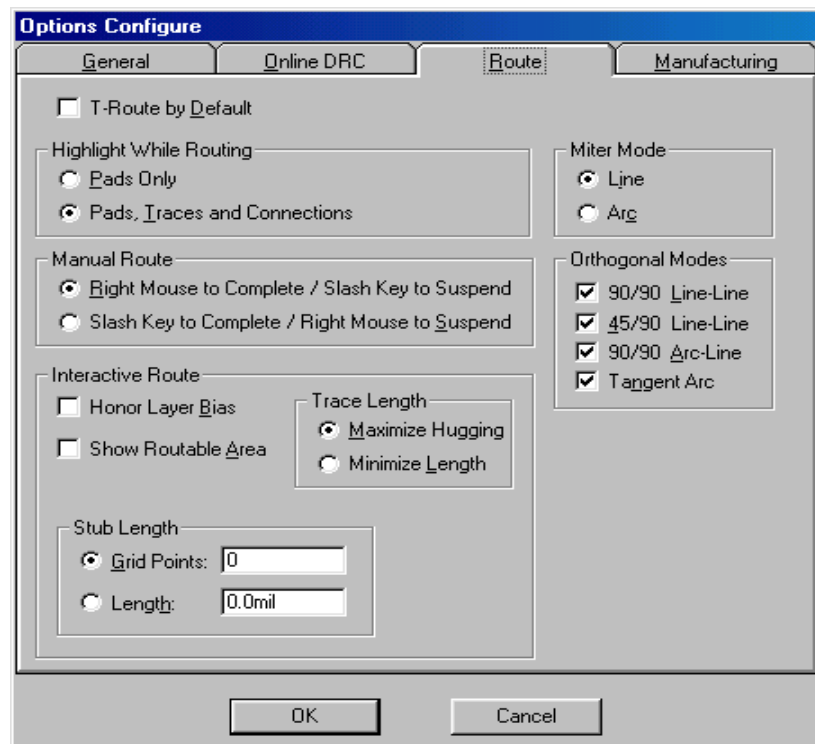 Options Configure
General
Online DRC
Route
Manufacturing
T-Route by Default
Highlight While Routing
Pads Only
Pads, Traces and Connections
Miter Mode
Line
Arc
Manual Route
Right Mouse to Complete / Slash Key to Suspend
Slash Key to Complete / Right Mouse to Suspend
Orthogonal Modes
90/90 Line-Line
45/90 Line-Line
90/90 Arc-Line
Tangent Arc
Interactive Route
Honor Layer Bias
Show Routable Area
Trace Length
Maximize Hugging
Minimize Length
Stub Length
Grid Points: 0
Length: 0.0mil
OK
Cancel